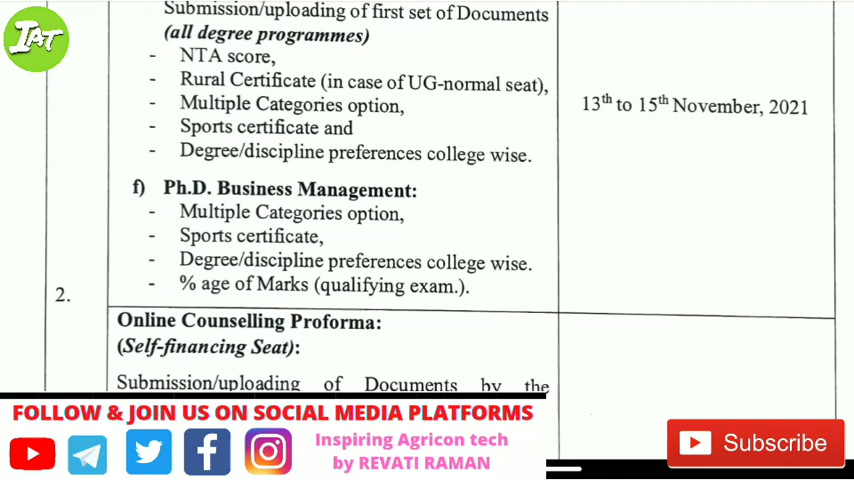 IAT
Submission/uploading of first set of Documents
(all degree programmes)
- NTA score,
- Rural Certificate (in case of UG-normal seat),
- Multiple Categories option,
- Sports certificate and
- Degree/discipline preferences college wise.
13th to 15th November, 2021
f) Ph.D. Business Management:
- Multiple Categories option,
- Sports certificate,
- Degree/discipline preferences college wise.
- % age of Marks (qualifying exam.).
2.
Online Counselling Proforma:
(Self-financing Seat):
Submission/uploading of Documents by the
FOLLOW & JOIN US ON SOCIAL MEDIA PLATFORMS
Inspiring Agricon tech
by REVATI RAMAN
Subscribe